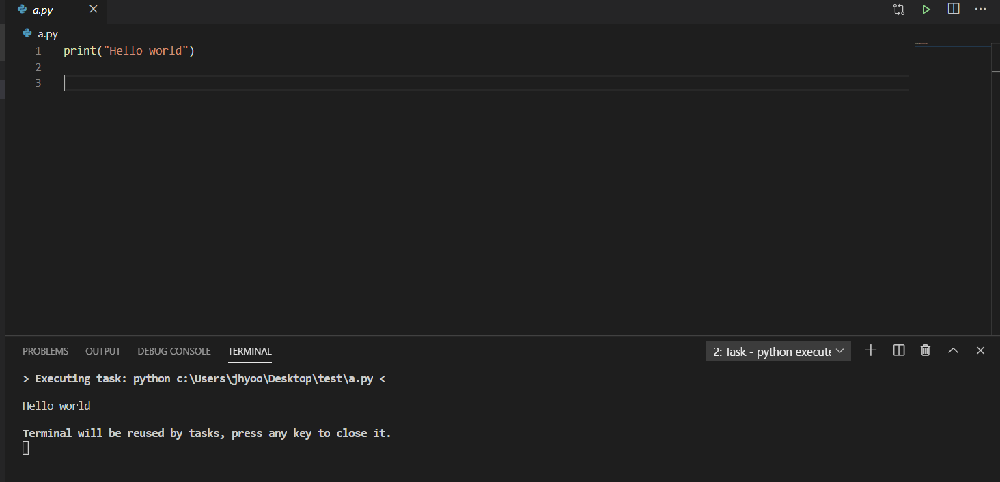 a.py
a.py
1 print("Hello world")
2
3
PROBLEMS OUTPUT DEBUG CONSOLE TERMINAL 2: Task - python execute
> Executing task: python c:\Users\jhyoo\Desktop\test\a.py <
Hello world
Terminal will be reused by tasks, press any key to close it.